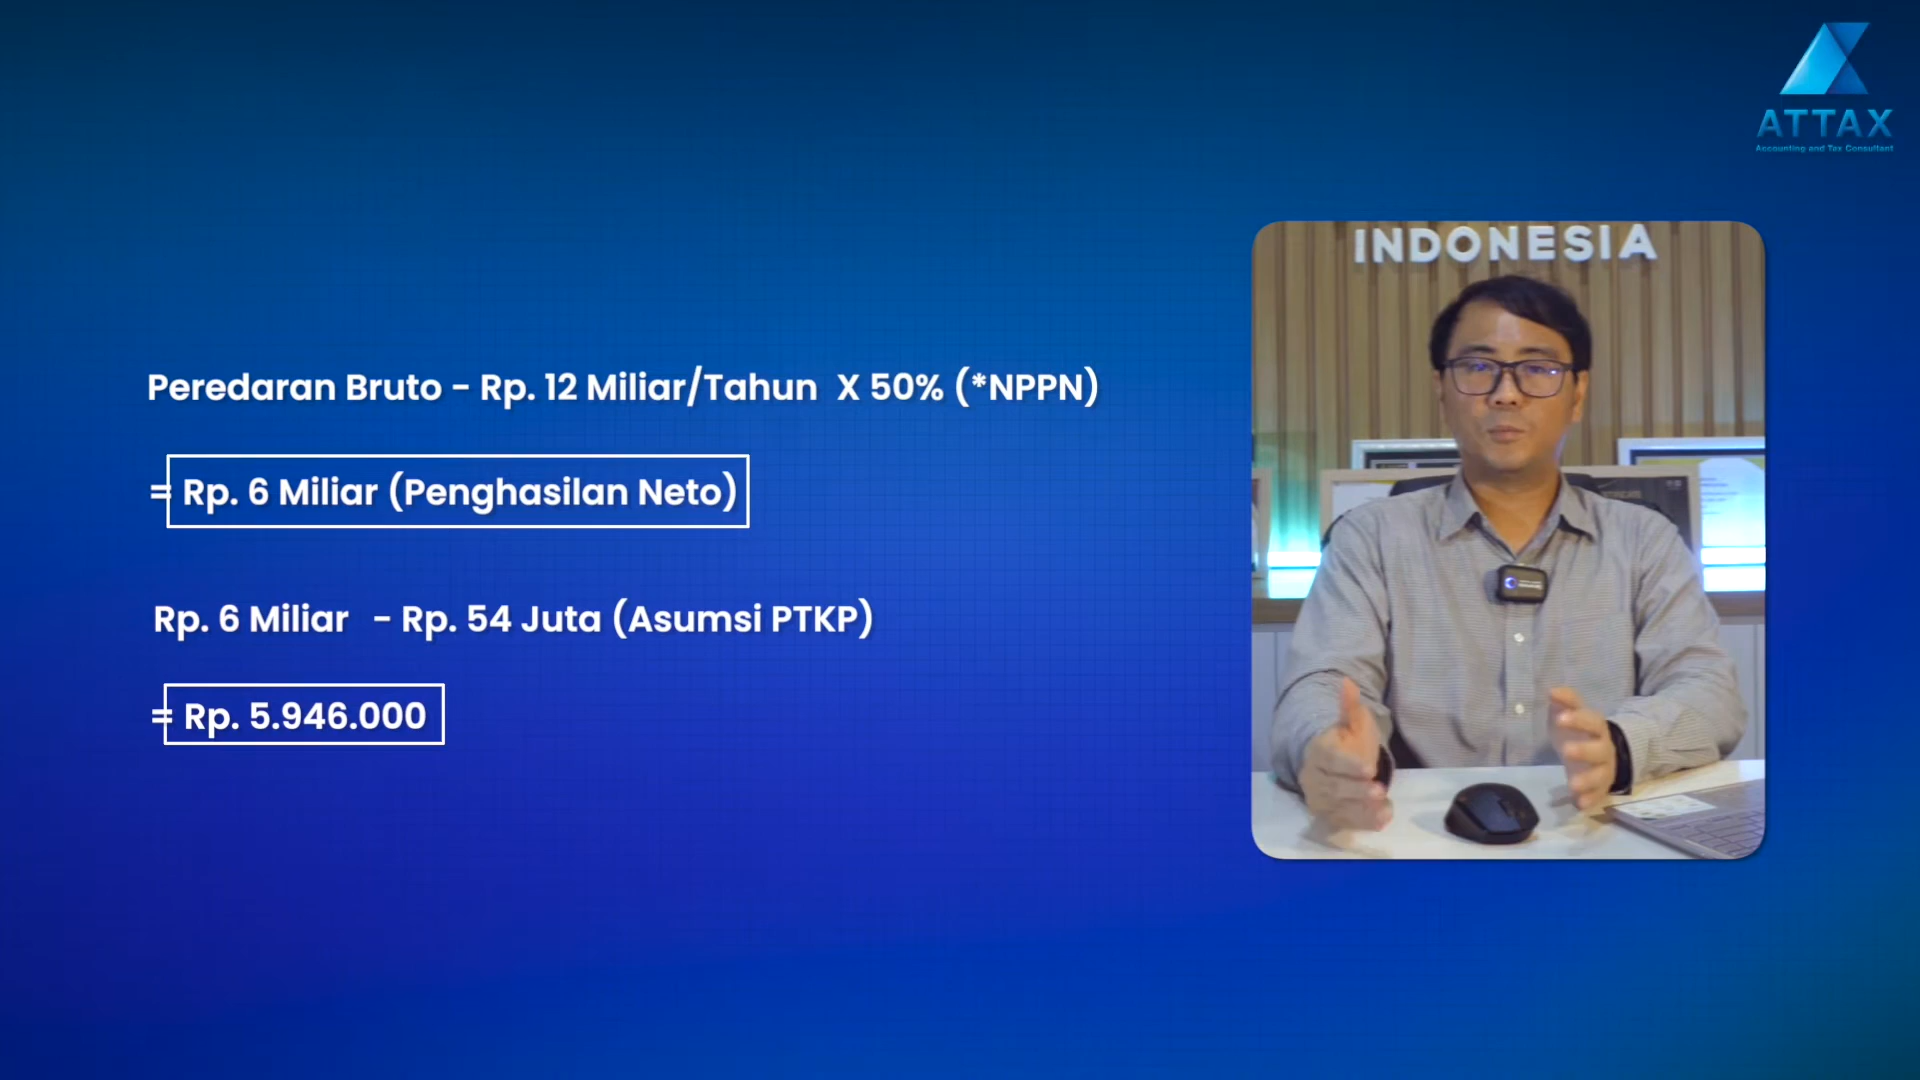 ATTAX
Accounting and Tax Consultant
INDONESIA
Peredaran Bruto - Rp. 12 Miliar/Tahun X 50% (*NPPN)
= Rp. 6 Miliar (Penghasilan Neto)
Rp. 6 Miliar - Rp. 54 Juta (Asumsi PTKP)
= Rp. 5.946.000